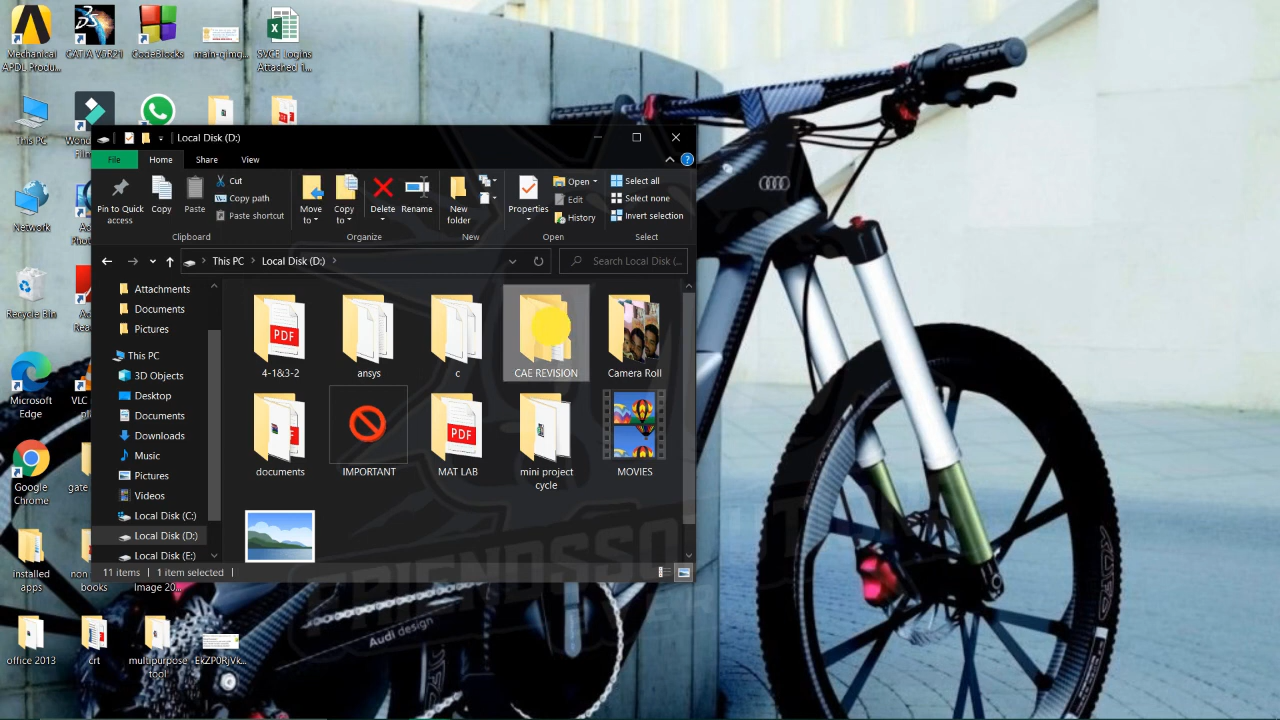 Mechanical
APDL Produ...
CATIA V5R21
CodeBlocks
main-qimg...
SVCE logins
Attached 1...
This PC
Network
Recycle Bin
Microsoft
Edge
Google
Chrome
installed
apps
office 2013
crt
multipurpose
tool
Local Disk (D:)
File
Home
Share
View
Pin to Quick
access
Copy
Paste
Cut
Copy path
Paste shortcut
Clipboard
Move
to
Copy
to
Delete
Rename
Organize
New
folder
New
Properties
Open
Edit
History
Open
Select all
Select none
Invert selection
Select
This PC
Local Disk (D:)
Search Local Disk (...
Attachments
Documents
Pictures
This PC
3D Objects
Desktop
Documents
Downloads
Music
Pictures
Videos
Local Disk (C:)
Local Disk (D:)
Local Disk (E:)
PDF
4-1&3-2
ansys
c
CAE REVISION
Camera Roll
documents
IMPORTANT
PDF
MAT LAB
mini project
cycle
MOVIES
11 items
1 item selected
gate
non
books
Image 20...
Audi design